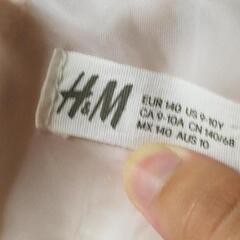 H&M
EUR 140 US 9-10Y
CA 9-10A CN 140/68
MX 140 AUS 10